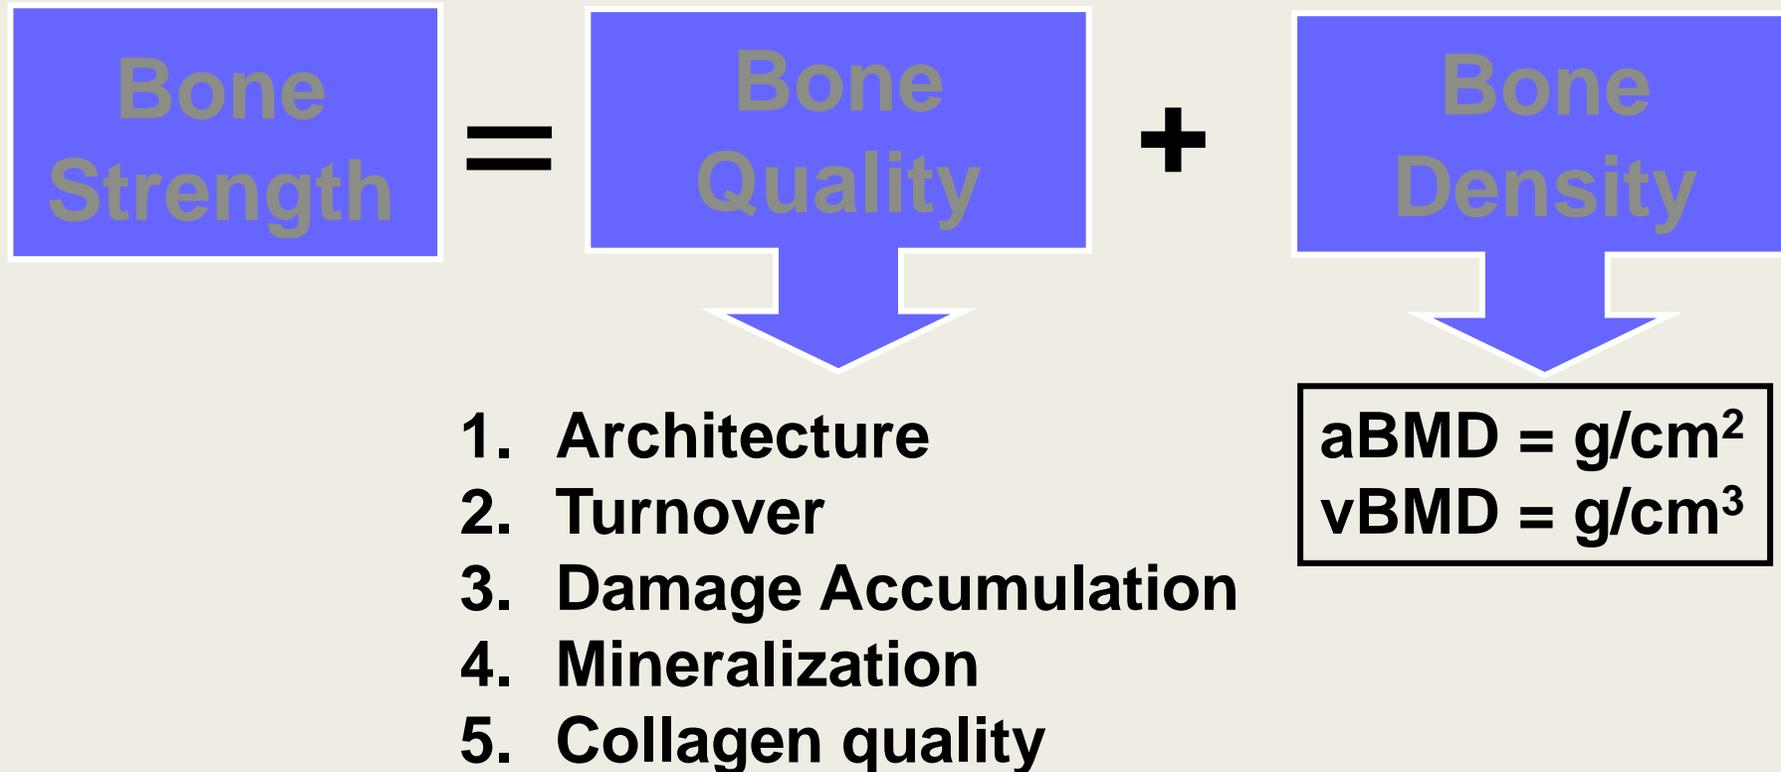 Bone
Strength
=
Bone
Quality
+
Bone
Density
1. Architecture
2. Turnover
3. Damage Accumulation
4. Mineralization
5. Collagen quality
aBMD = g/cm²
vBMD = g/cm³